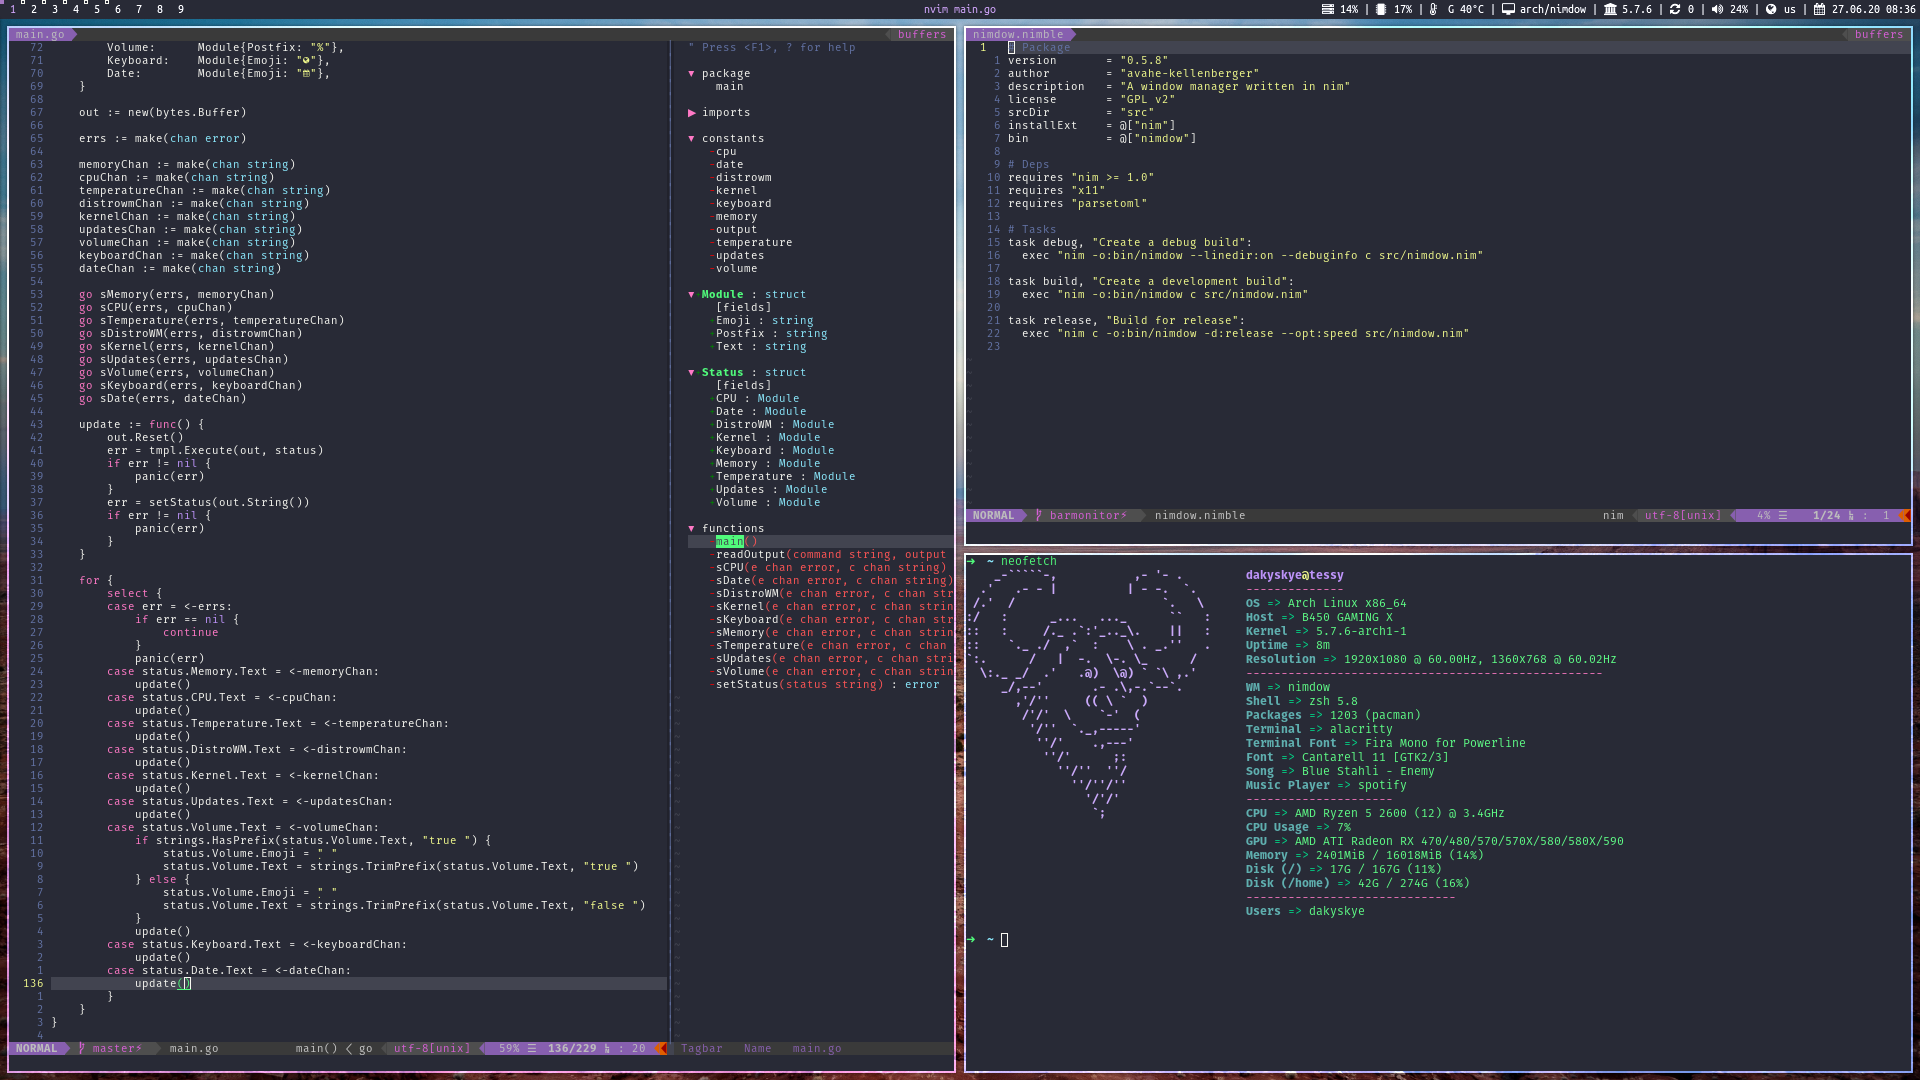 1 2 3 4 5 6 7 8 9
nvim main.go
14% | 17% | G 40°C | arch/nimdow | 5.7.6 | 0 | 24% | us | 27.06.20 08:36
main.go buffers
72 Volume: Module{Postfix: "%"},
71 Keyboard: Module{Emoji: " "},
70 Date: Module{Emoji: " "},
69 }
68
67 out := new(bytes.Buffer)
66
65 errs := make(chan error)
64
63 memoryChan := make(chan string)
62 cpuChan := make(chan string)
61 temperatureChan := make(chan string)
60 distrowmChan := make(chan string)
59 kernelChan := make(chan string)
58 updatesChan := make(chan string)
57 volumeChan := make(chan string)
56 keyboardChan := make(chan string)
55 dateChan := make(chan string)
54
53 go sMemory(errs, memoryChan)
52 go sCPU(errs, cpuChan)
51 go sTemperature(errs, temperatureChan)
50 go sDistroWM(errs, distrowmChan)
49 go sKernel(errs, kernelChan)
48 go sUpdates(errs, updatesChan)
47 go sVolume(errs, volumeChan)
46 go sKeyboard(errs, keyboardChan)
45 go sDate(errs, dateChan)
44
43 update := func() {
42 out.Reset()
41 err = tmpl.Execute(out, status)
40 if err != nil {
39 panic(err)
38 }
37 err = setStatus(out.String())
36 if err != nil {
35 panic(err)
34 }
33 }
32
31 for {
30 select {
29 case err = <-errs:
28 if err == nil {
27 continue
26 }
25 panic(err)
24 case status.Memory.Text = <-memoryChan:
23 update()
22 case status.CPU.Text = <-cpuChan:
21 update()
20 case status.Temperature.Text = <-temperatureChan:
19 update()
18 case status.DistroWM.Text = <-distrowmChan:
17 update()
16 case status.Kernel.Text = <-kernelChan:
15 update()
14 case status.Updates.Text = <-updatesChan:
13 update()
12 case status.Volume.Text = <-volumeChan:
11 if strings.HasPrefix(status.Volume.Text, "true ") {
10 status.Volume.Emoji = " "
9 status.Volume.Text = strings.TrimPrefix(status.Volume.Text, "true ")
8 } else {
7 status.Volume.Emoji = " "
6 status.Volume.Text = strings.TrimPrefix(status.Volume.Text, "false ")
5 }
4 update()
3 case status.Keyboard.Text = <-keyboardChan:
2 update()
1 case status.Date.Text = <-dateChan:
136 update()
1 }
2 }
3 }
4
NORMAL master⚡ main.go main() < go utf-8[unix] 59% ☰ 136/229 : 20
" Press <F1>, ? for help
▼ package
main
▶ imports
▼ constants
-cpu
-date
-distrowm
-kernel
-keyboard
-memory
-output
-temperature
-updates
-volume
▼ Module : struct
[fields]
+Emoji : string
+Postfix : string
+Text : string
▼ Status : struct
[fields]
+CPU : Module
+Date : Module
+DistroWM : Module
+Kernel : Module
+Keyboard : Module
+Memory : Module
+Temperature : Module
+Updates : Module
+Volume : Module
▼ functions
main()
-readOutput(command string, output
-sCPU(e chan error, c chan string)
-sDate(e chan error, c chan string)
-sDistroWM(e chan error, c chan str
-sKernel(e chan error, c chan strin
-sKeyboard(e chan error, c chan str
-sMemory(e chan error, c chan strin
-sTemperature(e chan error, c chan
-sUpdates(e chan error, c chan stri
-sVolume(e chan error, c chan strin
-setStatus(status string) : error
Tagbar Name main.go
nimdow.nimble buffers
1 # Package
1 version = "0.5.8"
2 author = "avahe-kellenberger"
3 description = "A window manager written in nim"
4 license = "GPL v2"
5 srcDir = "src"
6 installExt = @["nim"]
7 bin = @["nimdow"]
8
9 # Deps
10 requires "nim >= 1.0"
11 requires "x11"
12 requires "parsetoml"
13
14 # Tasks
15 task debug, "Create a debug build":
16 exec "nim -o:bin/nimdow --linedir:on --debuginfo c src/nimdow.nim"
17
18 task build, "Create a development build":
19 exec "nim -o:bin/nimdow c src/nimdow.nim"
20
21 task release, "Build for release":
22 exec "nim c -o:bin/nimdow -d:release --opt:speed src/nimdow.nim"
23
NORMAL barmonitor⚡ nimdow.nimble nim utf-8[unix] 4% ☰ 1/24 : 1
➜ ~ neofetch
dakyskye@tessy
--------------
OS => Arch Linux x86_64
Host => B450 GAMING X
Kernel => 5.7.6-arch1-1
Uptime => 8m
Resolution => 1920x1080 @ 60.00Hz, 1360x768 @ 60.02Hz
---------------------------------------------------
WM => nimdow
Shell => zsh 5.8
Packages => 1203 (pacman)
Terminal => alacritty
Terminal Font => Fira Mono for Powerline
Font => Cantarell 11 [GTK2/3]
Song => Blue Stahli - Enemy
Music Player => spotify
---------------------
CPU => AMD Ryzen 5 2600 (12) @ 3.4GHz
CPU Usage => 7%
GPU => AMD ATI Radeon RX 470/480/570/570X/580/580X/590
Memory => 2401MiB / 16018MiB (14%)
Disk (/) => 17G / 167G (11%)
Disk (/home) => 42G / 274G (16%)
------------------------------
Users => dakyskye
➜ ~